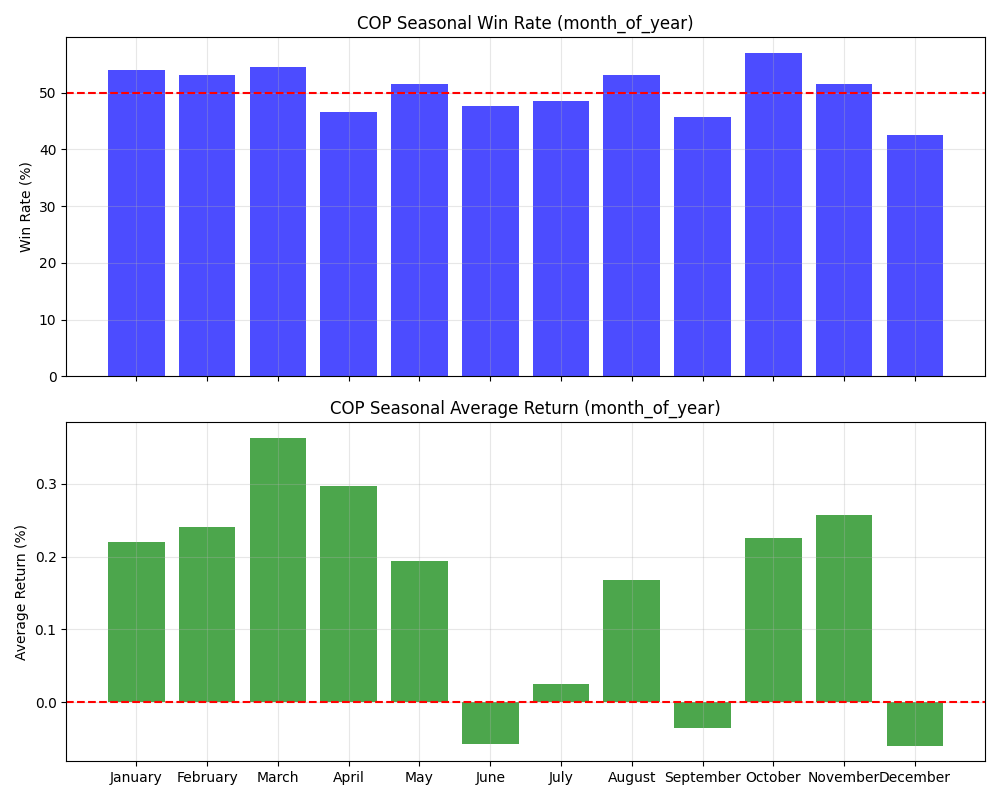 COP Seasonal Win Rate (month_of_year)
Win Rate (%)
50
40
30
20
10
0
COP Seasonal Average Return (month_of_year)
Average Return (%)
0.3
0.2
0.1
0.0
January February March April May June July August September October November December